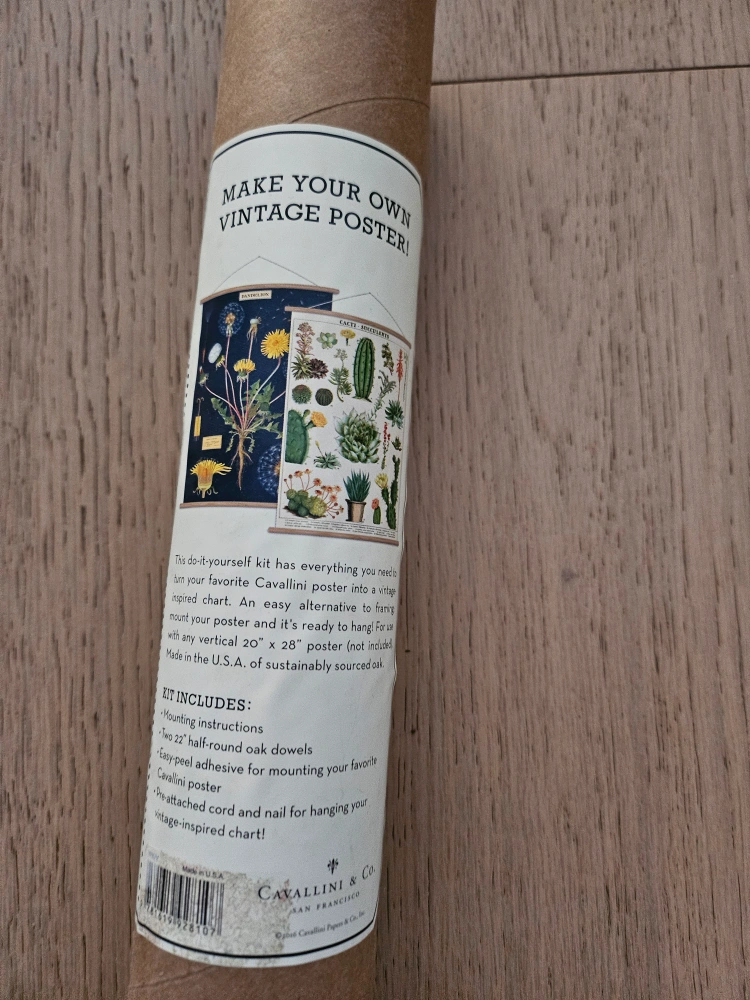 MAKE YOUR OWN
VINTAGE POSTER!
DANDELION
CACTI & SUCCULENTS
This do-it-yourself kit has everything you need to
turn your favorite Cavallini poster into a vintage
inspired chart. An easy alternative to framing,
mount your poster and it's ready to hang! For use
with any vertical 20" x 28" poster (not included).
Made in the U.S.A. of sustainably sourced oak.
KIT INCLUDES:
•Mounting instructions
•Two 22" half-round oak dowels
•Easy-peel adhesive for mounting your favorite
Cavallini poster
•Pre-attached cord and nail for hanging your
vintage-inspired chart!
Made in U.S.A.
CAVALLINI & Co.
SAN FRANCISCO
Cavallini Papers & Co., Inc.